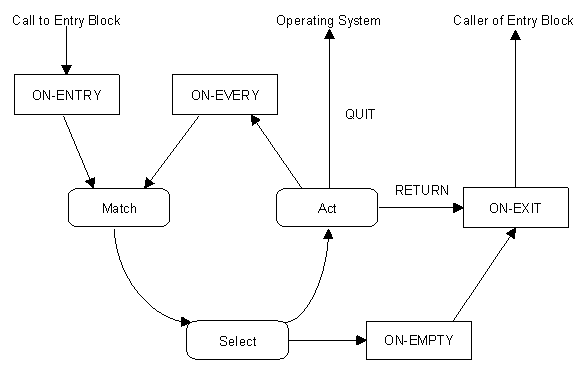 Call to Entry Block
Operating System
Caller of Entry Block
ON-ENTRY
ON-EVERY
QUIT
RETURN
Match
Act
ON-EXIT
Select
ON-EMPTY